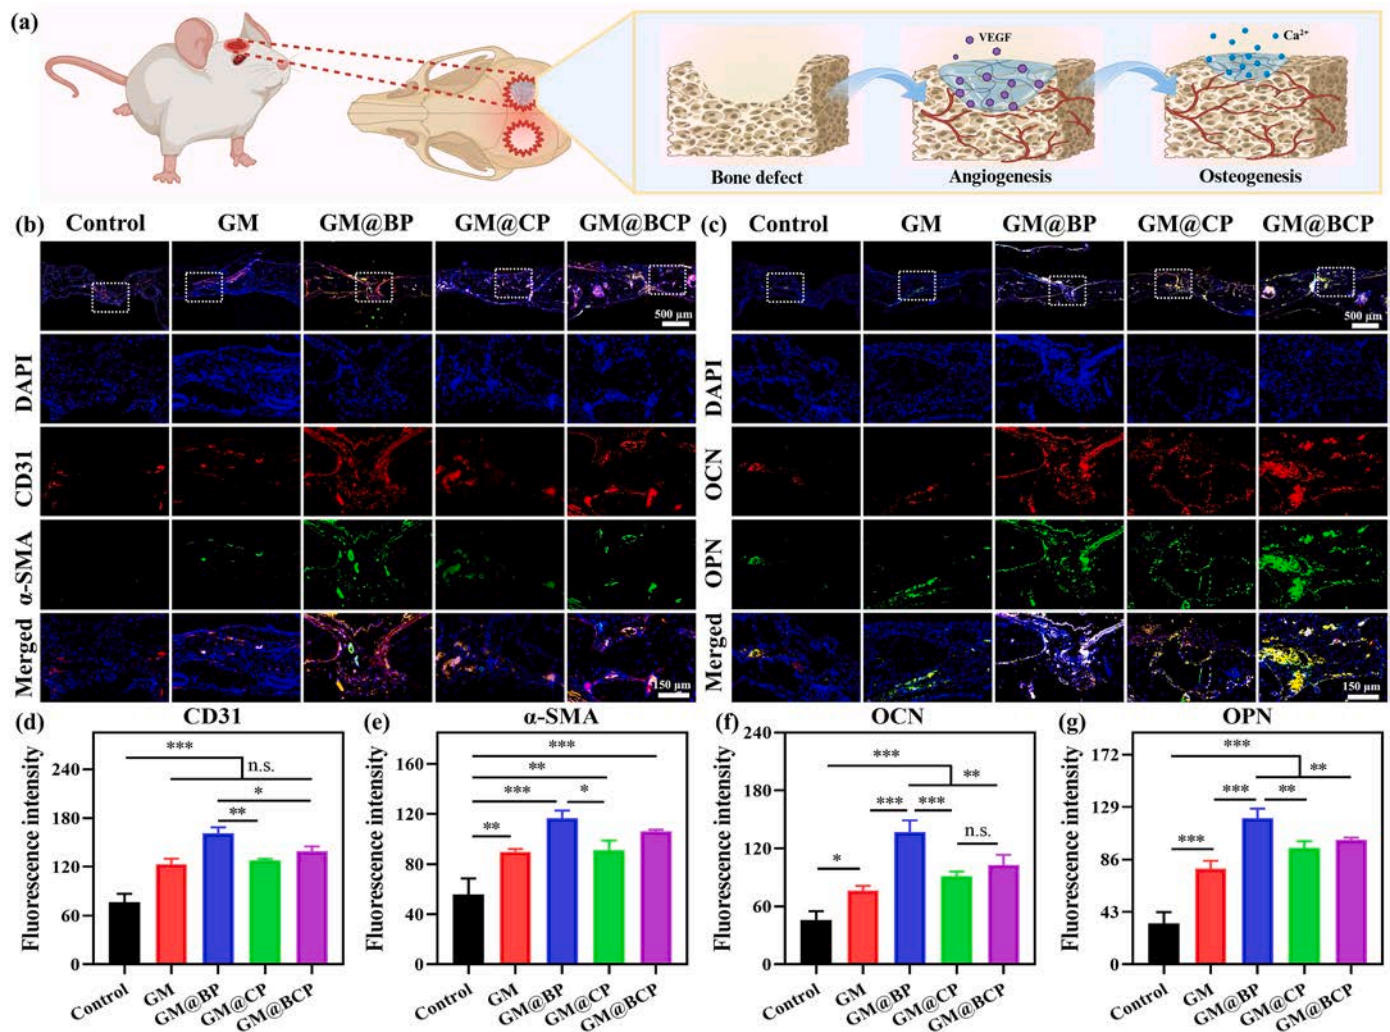 (a)
VEGF
Ca²⁺
Bone defect
Angiogenesis
Osteogenesis
(b)
Control
GM
GM@BP
GM@CP
GM@BCP
500 μm
DAPI
CD31
α-SMA
Merged
150 μm
(c)
Control
GM
GM@BP
GM@CP
GM@BCP
500 μm
DAPI
OCN
OPN
Merged
150 μm
(d)
CD31
Fluorescence intensity
240
180
120
60
0
***
n.s.
*
**
Control
GM
GM@BP
GM@CP
GM@BCP
(e)
α-SMA
Fluorescence intensity
160
120
80
40
0
***
**
***
*
**
Control
GM
GM@BP
GM@CP
GM@BCP
(f)
OCN
Fluorescence intensity
240
180
120
60
0
***
**
***
***
n.s.
*
Control
GM
GM@BP
GM@CP
GM@BCP
(g)
OPN
Fluorescence intensity
172
129
86
43
0
***
**
***
**
***
Control
GM
GM@BP
GM@CP
GM@BCP